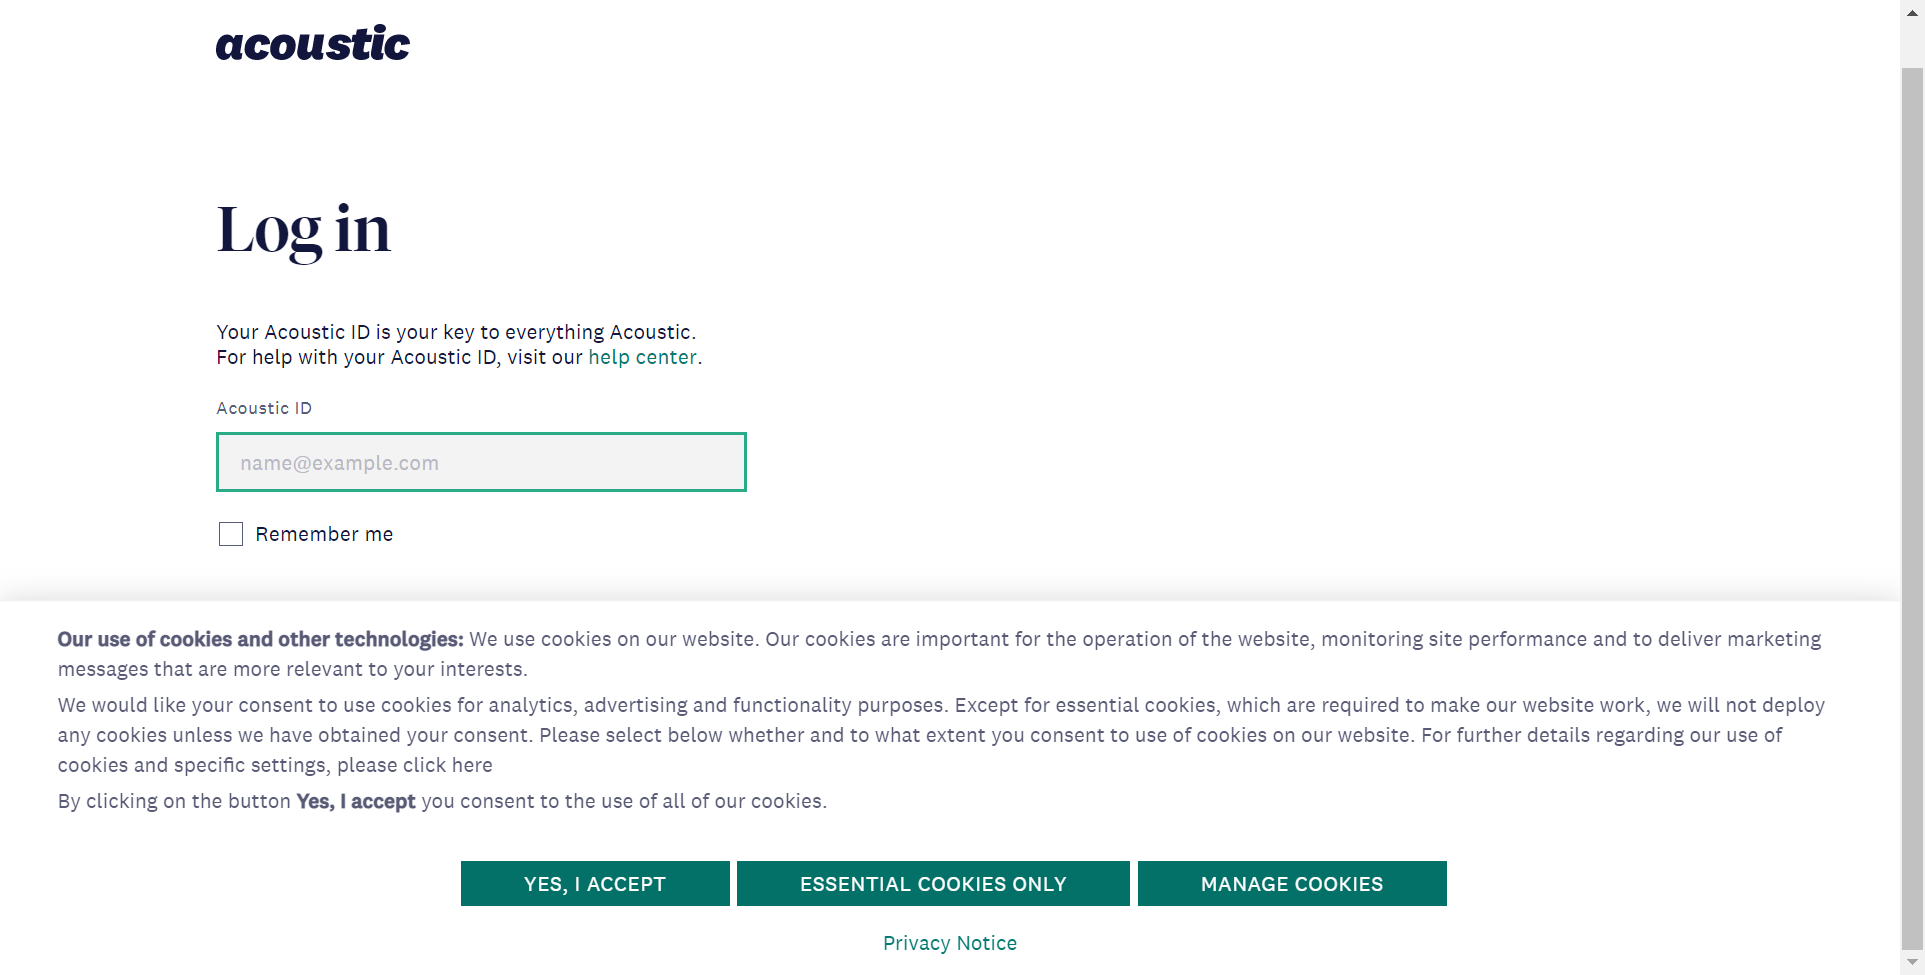 acoustic
Log in
Your Acoustic ID is your key to everything Acoustic.
For help with your Acoustic ID, visit our help center.
Acoustic ID
name@example.com
Remember me
Our use of cookies and other technologies: We use cookies on our website. Our cookies are important for the operation of the website, monitoring site performance and to deliver marketing
messages that are more relevant to your interests.
We would like your consent to use cookies for analytics, advertising and functionality purposes. Except for essential cookies, which are required to make our website work, we will not deploy
any cookies unless we have obtained your consent. Please select below whether and to what extent you consent to use of cookies on our website. For further details regarding our use of
cookies and specific settings, please click here
By clicking on the button Yes, I accept you consent to the use of all of our cookies.
YES, I ACCEPT
ESSENTIAL COOKIES ONLY
MANAGE COOKIES
Privacy Notice